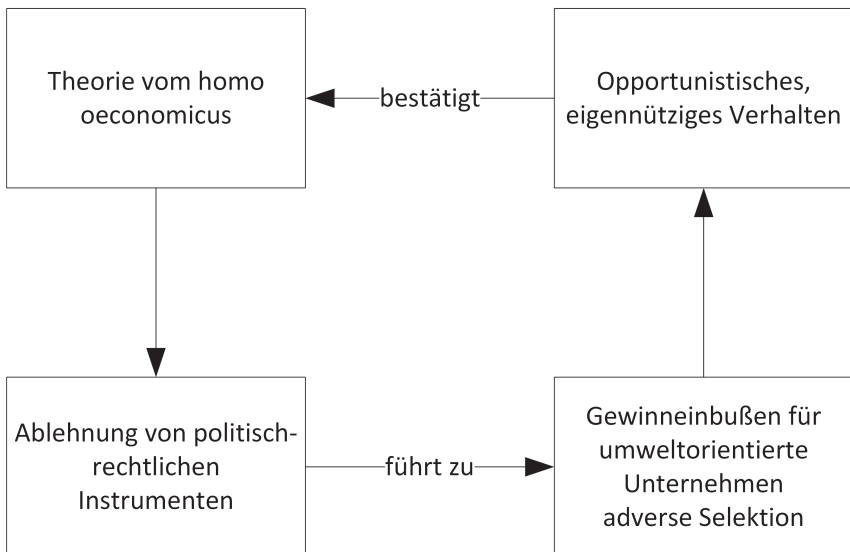 Theorie vom homo
oeconomicus
bestätigt
Opportunistisches,
eigennütziges Verhalten
Ablehnung von politisch-
rechtlichen
Instrumenten
führt zu
Gewinneinbußen für
umweltorientierte
Unternehmen
adverse Selektion